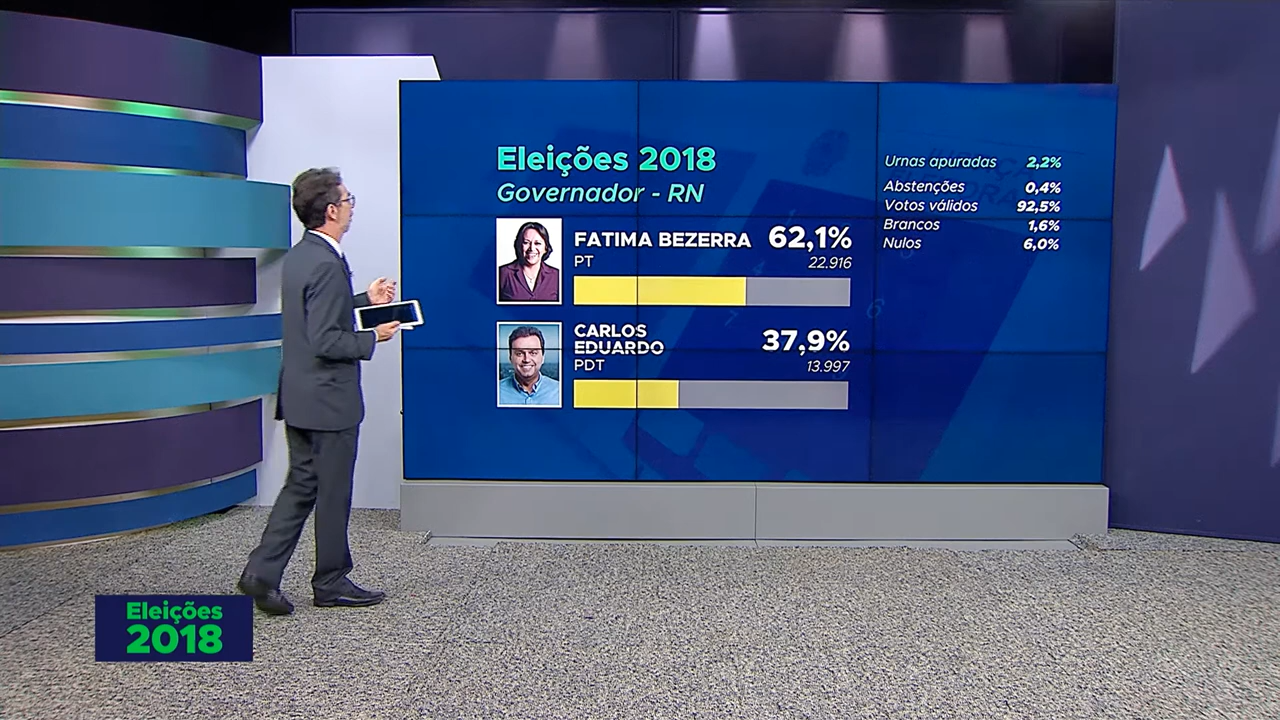 Eleições 2018
Governador - RN
FATIMA BEZERRA 62,1%
PT 22.916
CARLOS
EDUARDO 37,9%
PDT 13.997
Urnas apuradas 2,2%
Abstenções 0,4%
Votos válidos 92,5%
Brancos 1,6%
Nulos 6,0%
Eleições
2018